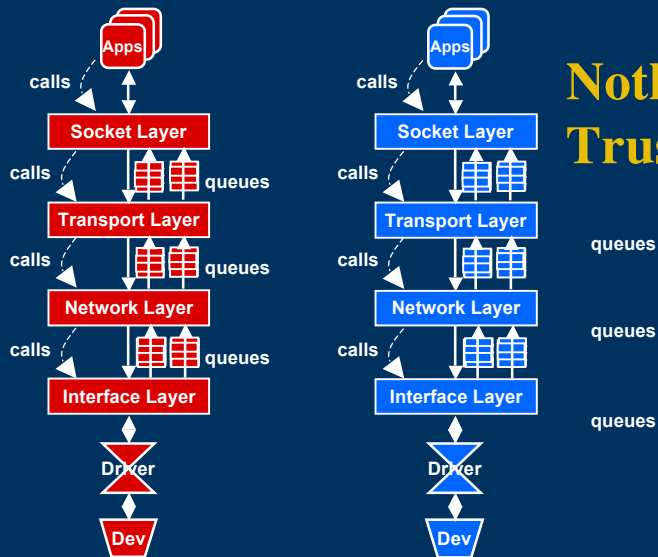 Apps
calls
Socket Layer
calls
queues
Transport Layer
calls
queues
Network Layer
calls
queues
Interface Layer
Driver
Dev
Apps
calls
Socket Layer
calls
Transport Layer
calls
Network Layer
calls
Interface Layer
Driver
Dev
Trus
queues
queues
queues